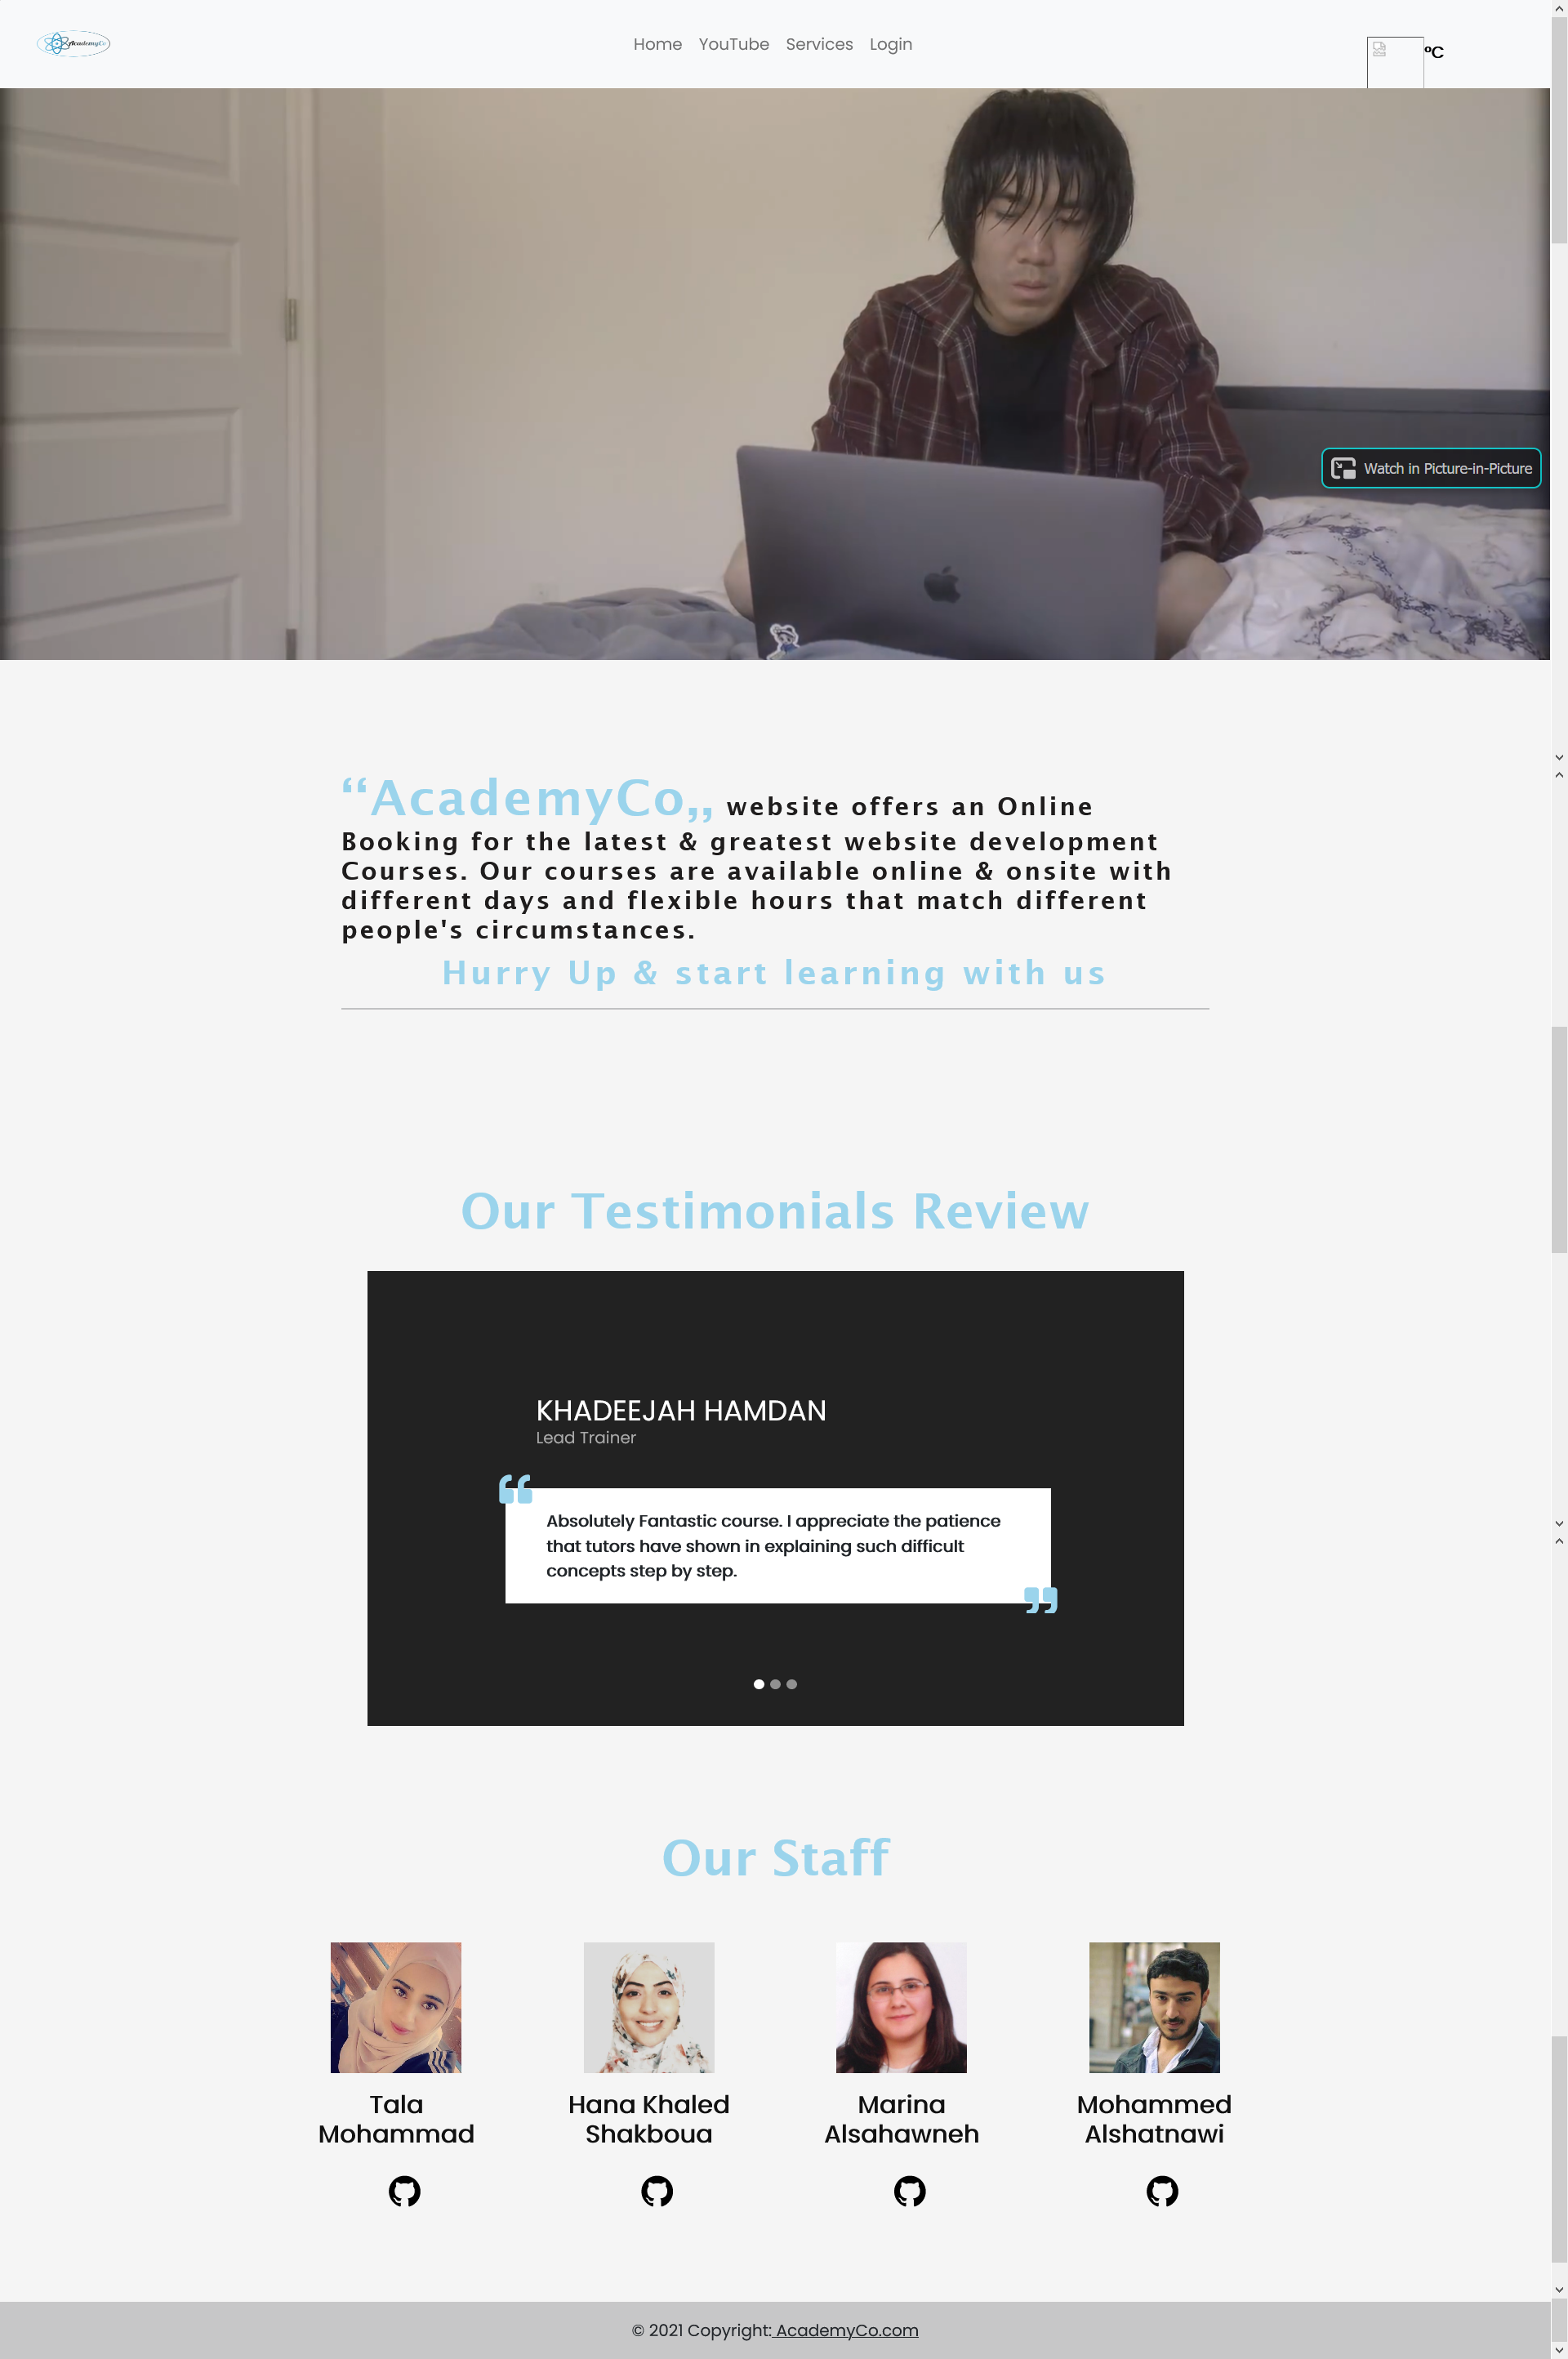 AcademyCo
Home YouTube Services Login
°C
Watch in Picture-in-Picture
“AcademyCo„ website offers an Online
Booking for the latest & greatest website development
Courses. Our courses are available online & onsite with
different days and flexible hours that match different
people's circumstances.
Hurry Up & start learning with us
Our Testimonials Review
KHADEEJAH HAMDAN
Lead Trainer
Absolutely Fantastic course. I appreciate the patience
that tutors have shown in explaining such difficult
concepts step by step.
Our Staff
Tala
Mohammad
Hana Khaled
Shakboua
Marina
Alsahawneh
Mohammed
Alshatnawi
© 2021 Copyright: AcademyCo.com